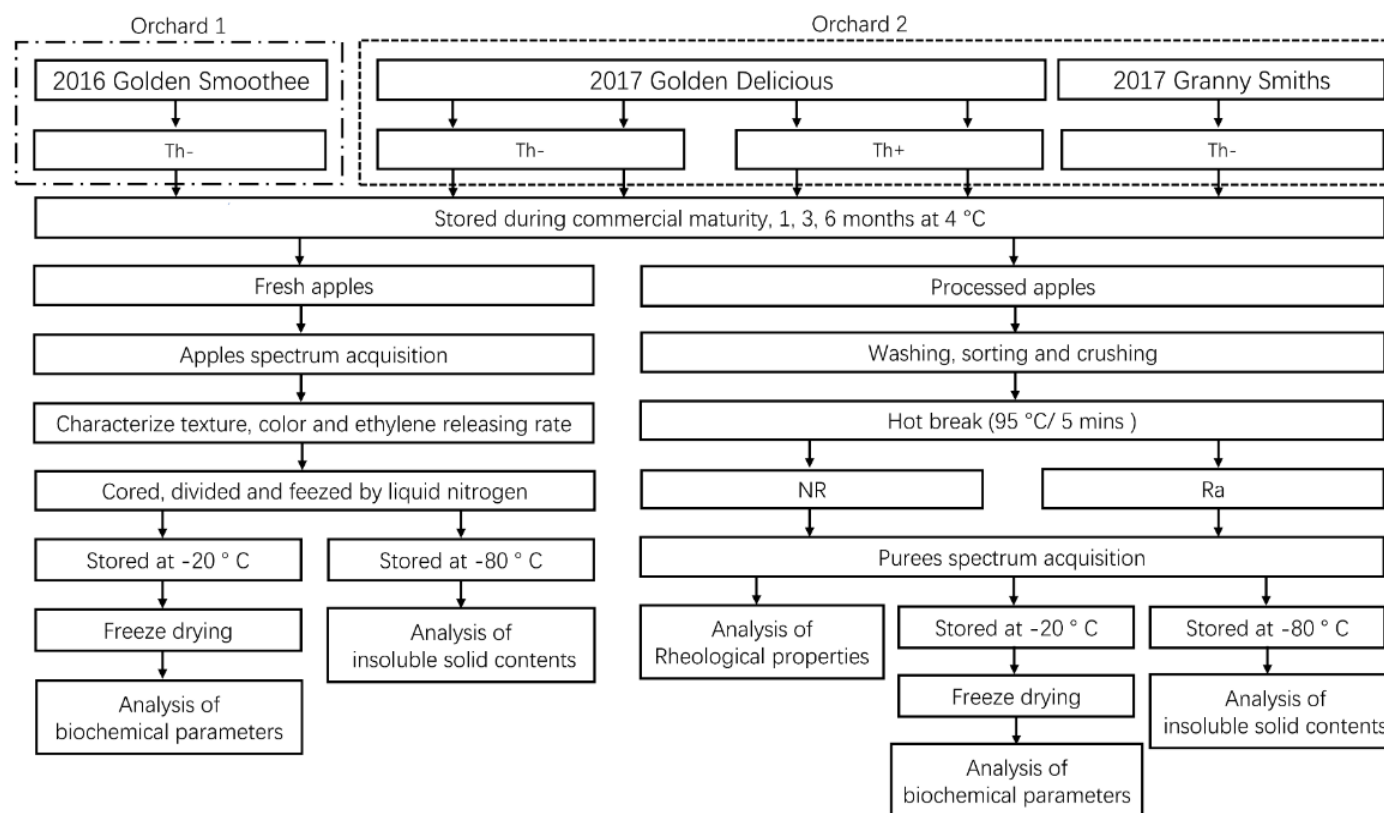 Orchard 1
Orchard 2
2016 Golden Smoothee
2017 Golden Delicious
2017 Granny Smiths
Th-
Th-
Th+
Th-
Stored during commercial maturity, 1, 3, 6 months at 4 °C
Fresh apples
Processed apples
Apples spectrum acquisition
Washing, sorting and crushing
Characterize texture, color and ethylene releasing rate
Hot break (95 °C/ 5 mins )
Cored, divided and feezed by liquid nitrogen
NR
Ra
Stored at -20 ° C
Stored at -80 ° C
Purees spectrum acquisition
Freeze drying
Analysis of
insoluble solid contents
Analysis of
Rheological properties
Stored at -20 ° C
Stored at -80 ° C
Analysis of
biochemical parameters
Freeze drying
Analysis of
insoluble solid contents
Analysis of
biochemical parameters